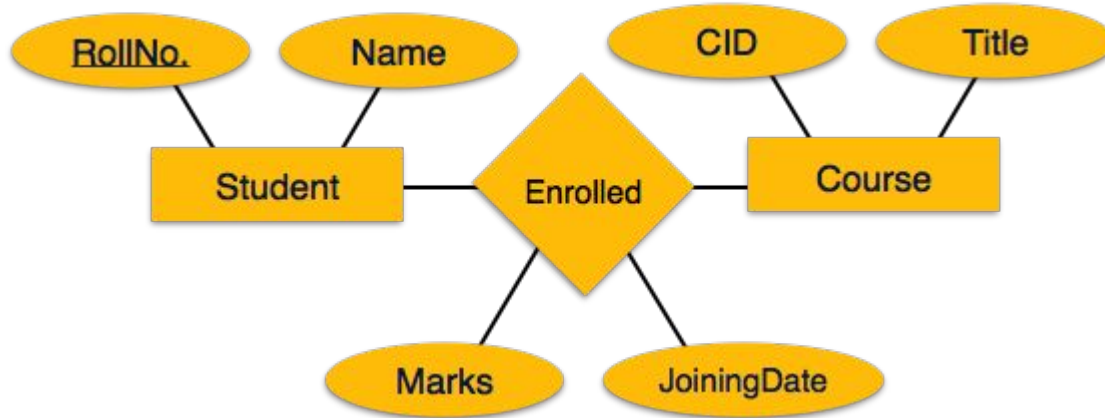 RollNo.
Name
CID
Title
Student
Enrolled
Course
Marks
JoiningDate